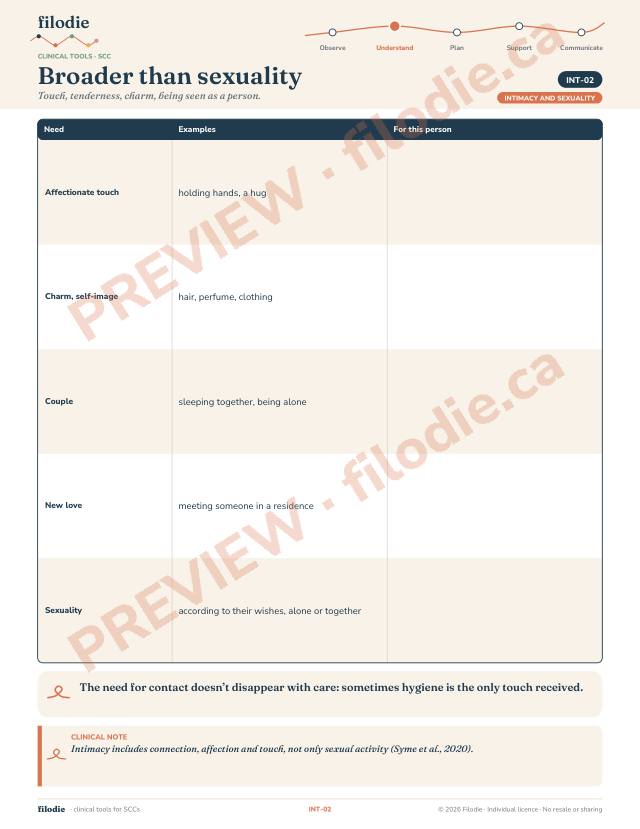 filodie
CLINICAL TOOLS · SCC
Observe Understand Plan Support Communicate
Broader than sexuality
Touch, tenderness, charm, being seen as a person.
INT-02
INTIMACY AND SEXUALITY
Need Examples For this person
Affectionate touch holding hands, a hug
Charm, self-image hair, perfume, clothing
Couple sleeping together, being alone
New love meeting someone in a residence
Sexuality according to their wishes, alone or together
PREVIEW · filodie.ca
PREVIEW · filodie.ca
The need for contact doesn't disappear with care: sometimes hygiene is the only touch received.
CLINICAL NOTE
Intimacy includes connection, affection and touch, not only sexual activity (Syme et al., 2020).
filodie · clinical tools for SCCs INT-02 © 2026 Filodie · Individual licence · No resale or sharing